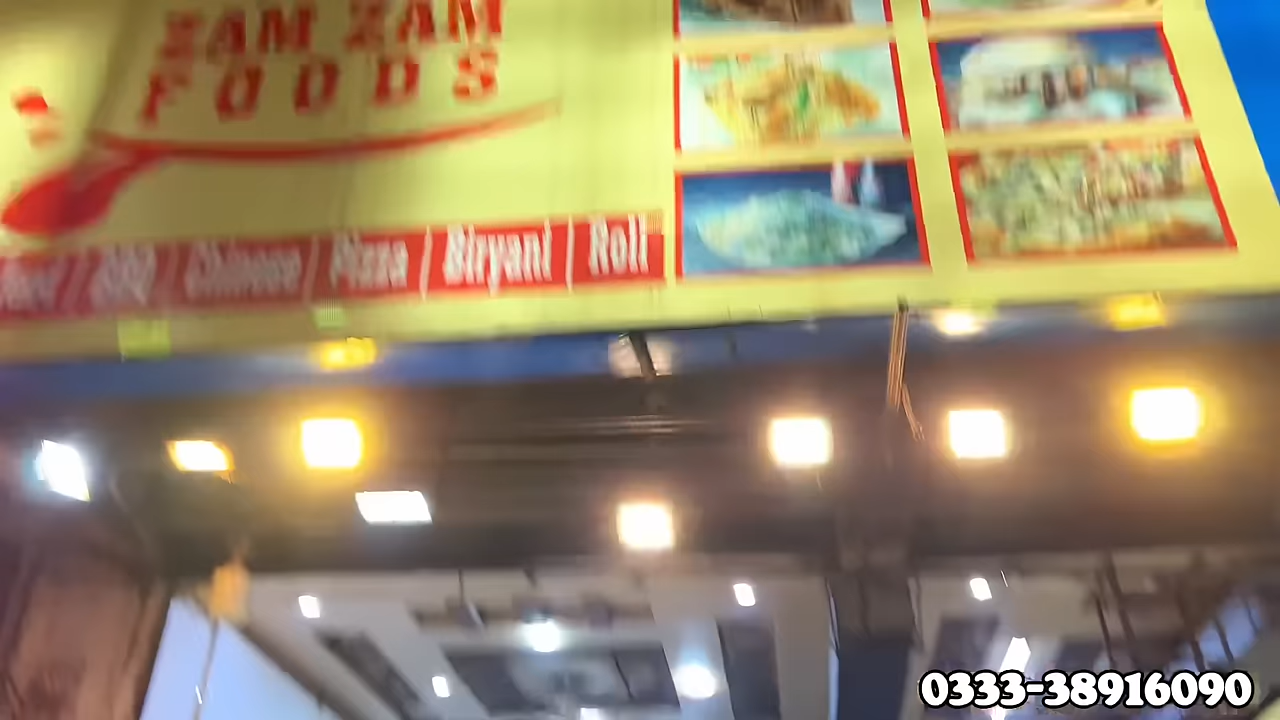 ZAM ZAM
FOODS
BBQ | Chinese | Pizza | Biryani | Roll
0333-38916090